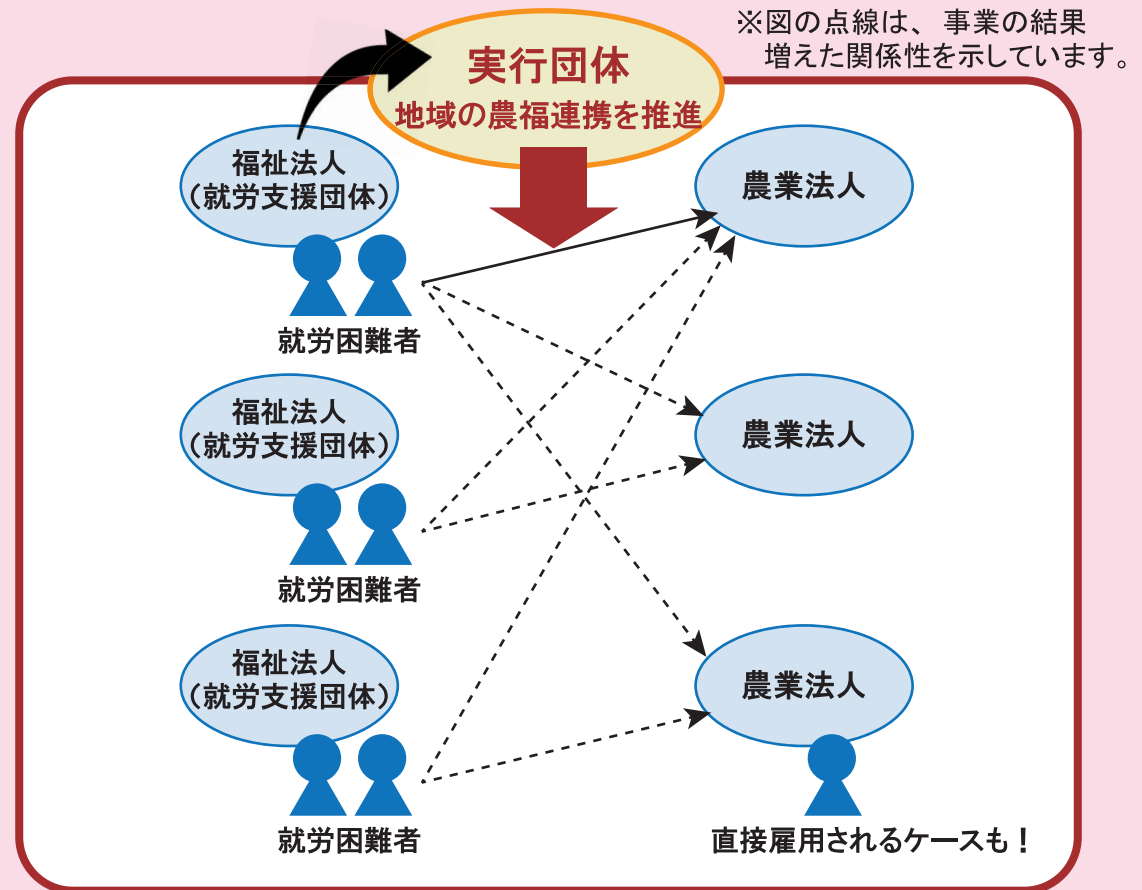 ※図の点線は、事業の結果
増えた関係性を示しています。
実行団体
地域の農福連携を推進
福祉法人
（就労支援団体）
農業法人
就労困難者
福祉法人
（就労支援団体）
農業法人
就労困難者
福祉法人
（就労支援団体）
農業法人
就労困難者
直接雇用されるケースも！